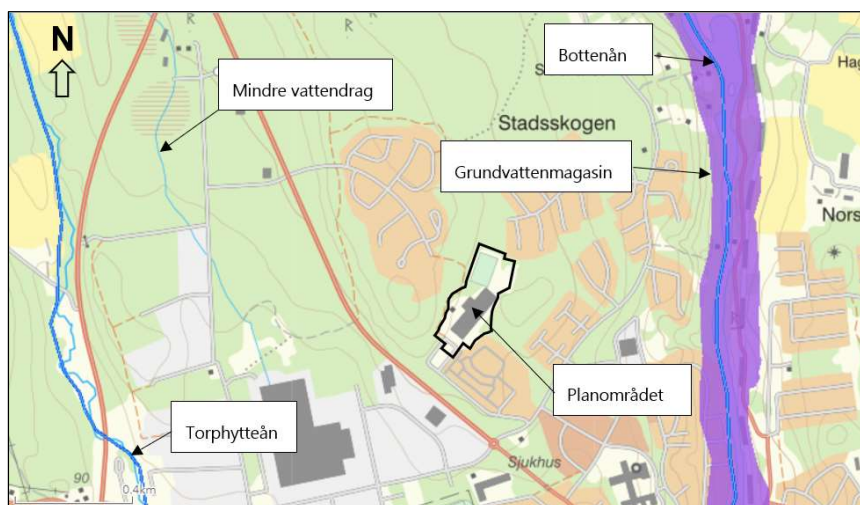 N
Bottenån
Hag
Mindre vattendrag
S
Stadsskogen
Grundvattenmagasin
Nors
Planområdet
Torphytteån
Sjukhus
90
0.4km